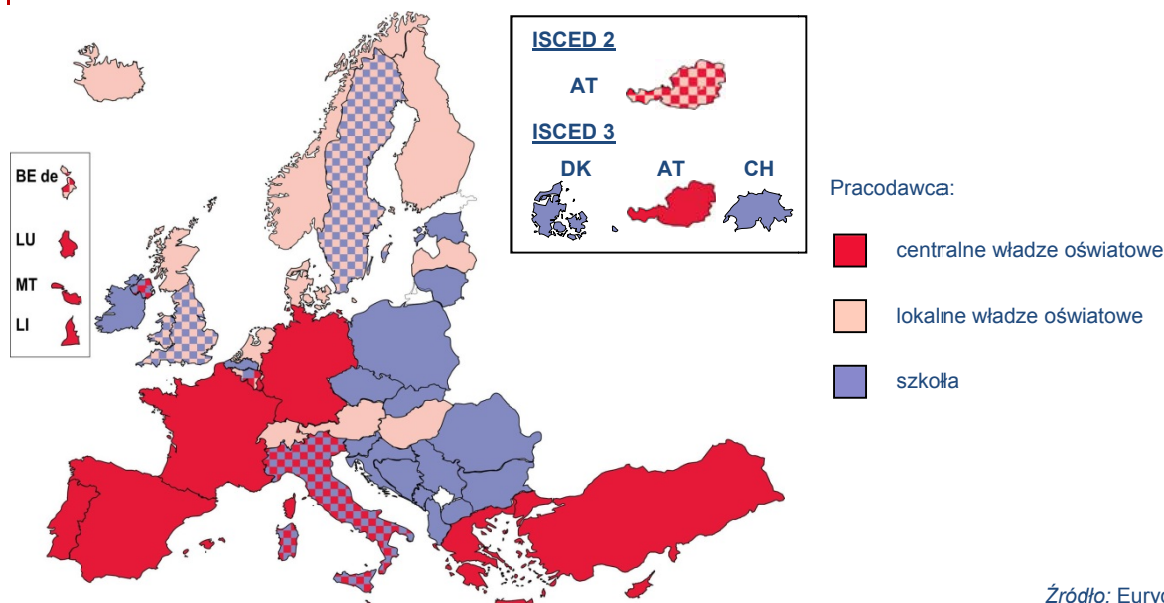 ISCED 2
AT
ISCED 3
DK AT CH
BE de
LU
MT
LI
Pracodawca:
centralne władze oświatowe
lokalne władze oświatowe
szkoła
Źródło: